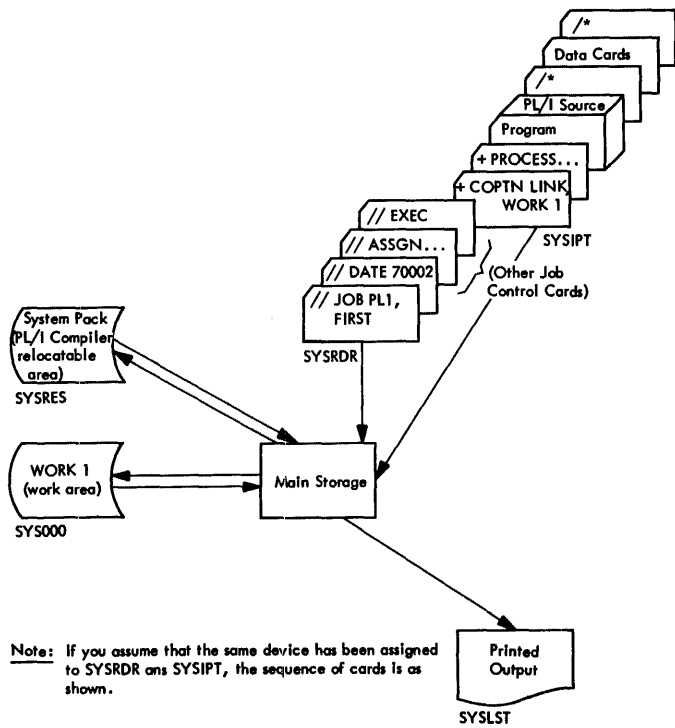 /*
Data Cards
/*
PL/I Source
Program
+ PROCESS...
+ COPTN LINK,
WORK 1
SYSIPT
// EXEC
// ASSGN...
// DATE 70002
// JOB PL1,
FIRST
SYSRDR
(Other Job
Control Cards)
System Pack
(PL/I Compiler
relocatable
area)
SYSRES
WORK 1
(work area)
SYS000
Main Storage
Printed
Output
SYSLST
Note: If you assume that the same device has been assigned
to SYSRDR ans SYSIPT, the sequence of cards is as
shown.